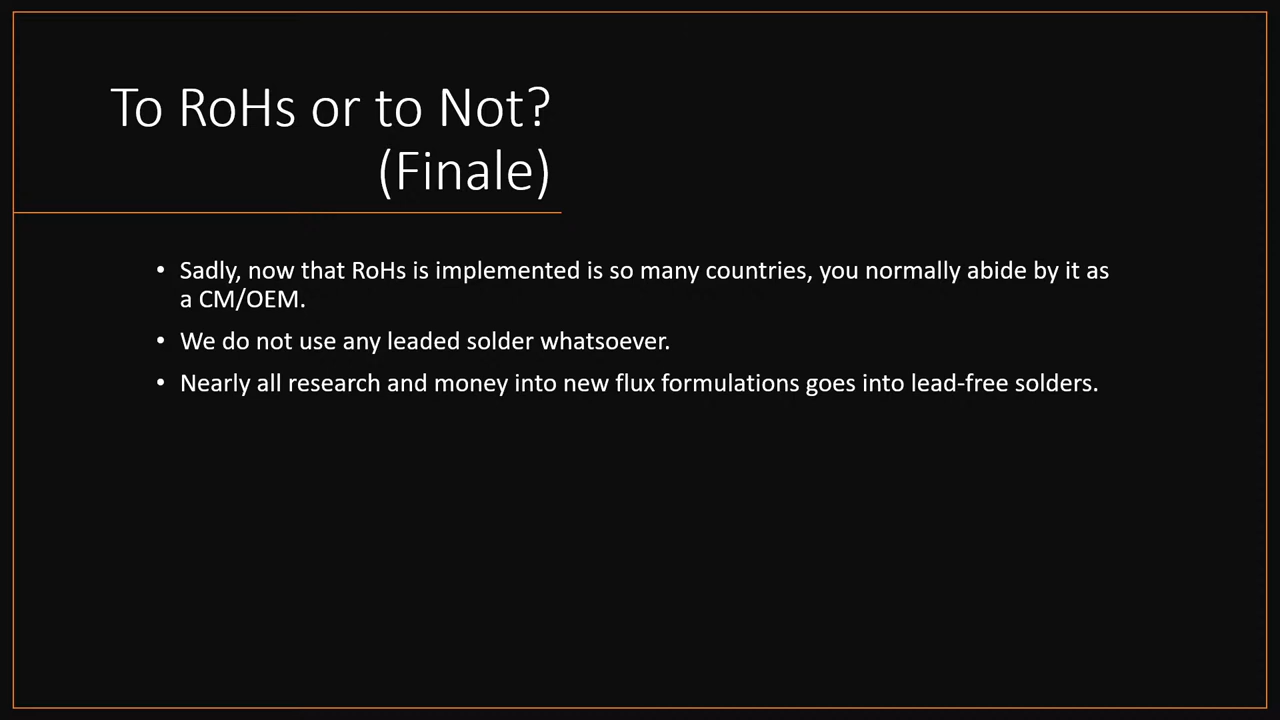 To RoHs or to Not?
(Finale)
• Sadly, now that RoHs is implemented is so many countries, you normally abide by it as
a CM/OEM.
• We do not use any leaded solder whatsoever.
• Nearly all research and money into new flux formulations goes into lead-free solders.